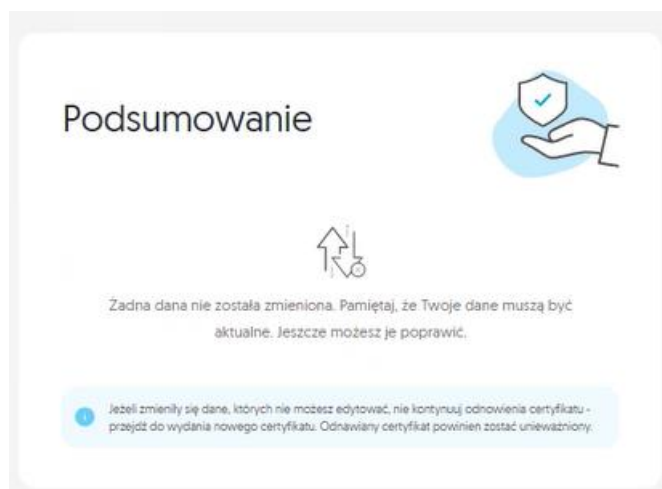 Podsumowanie
Żadna dana nie została zmieniona. Pamiętaj, że Twoje dane muszą być
aktualne. Jeszcze możesz je poprawić.
Jeżeli zmieniły się dane, których nie możesz edytować, nie kontynuuj odnowienia certyfikatu -
przejdź do wydania nowego certyfikatu. Odnawiany certyfikat powinien zostać unieważniony.